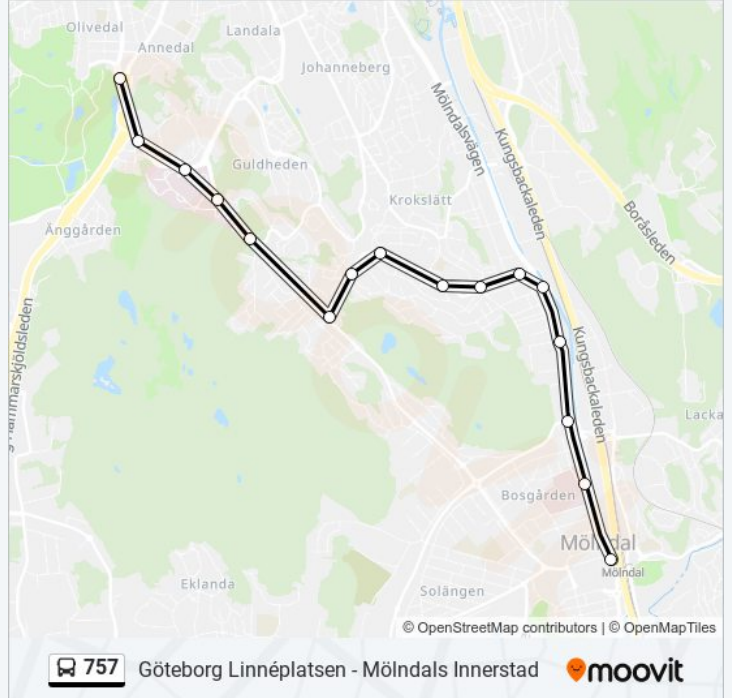 Olivedal
Landala
Annedal
Johanneberg
Mölndalsvägen
Kungsbackaleden
Guldheden
Krokslätt
Boråsleden
Änggården
Hammarskjöldsleden
Kungsbackaleden
Lacka
Bosgården
Mölndal
Mölndal
Eklanda
Solängen
© OpenStreetMap contributors | © OpenMapTiles
757 Göteborg Linnéplatsen - Mölndals Innerstad moovit